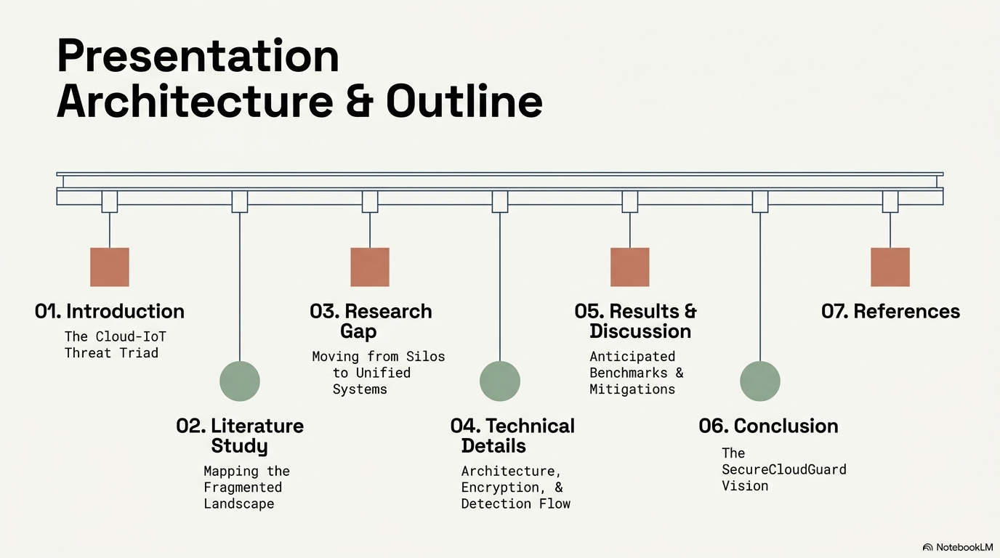 Presentation
Architecture & Outline
01. Introduction
The Cloud-IoT
Threat Triad
02. Literature
Study
Mapping the
Fragmented
Landscape
03. Research
Gap
Moving from Silos
to Unified
Systems
04. Technical
Details
Architecture,
Encryption, &
Detection Flow
05. Results &
Discussion
Anticipated
Benchmarks &
Mitigations
06. Conclusion
The
SecureCloudGuard
Vision
07. References
NotebookLM